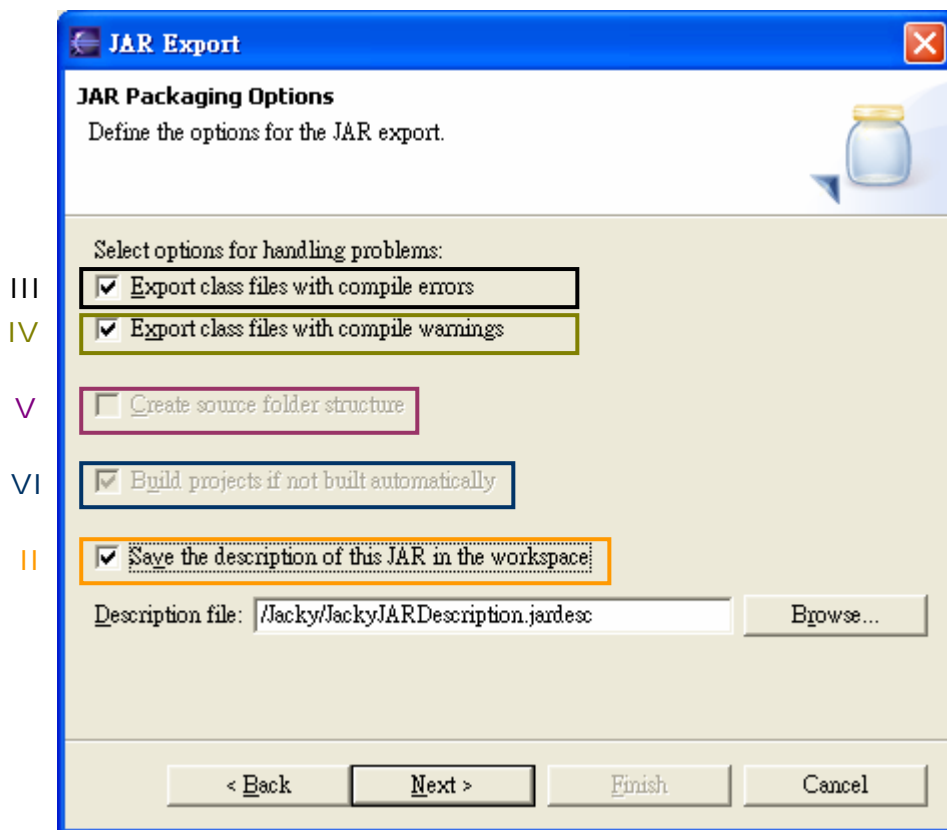 JAR Export
JAR Packaging Options
Define the options for the JAR export.
Select options for handling problems:
III Export class files with compile errors
IV Export class files with compile warnings
V Create source folder structure
VI Build projects if not built automatically
II Save the description of this JAR in the workspace
Description file: /Jacky/JackyJARDescription.jardesc Browse...
< Back Next > Finish Cancel